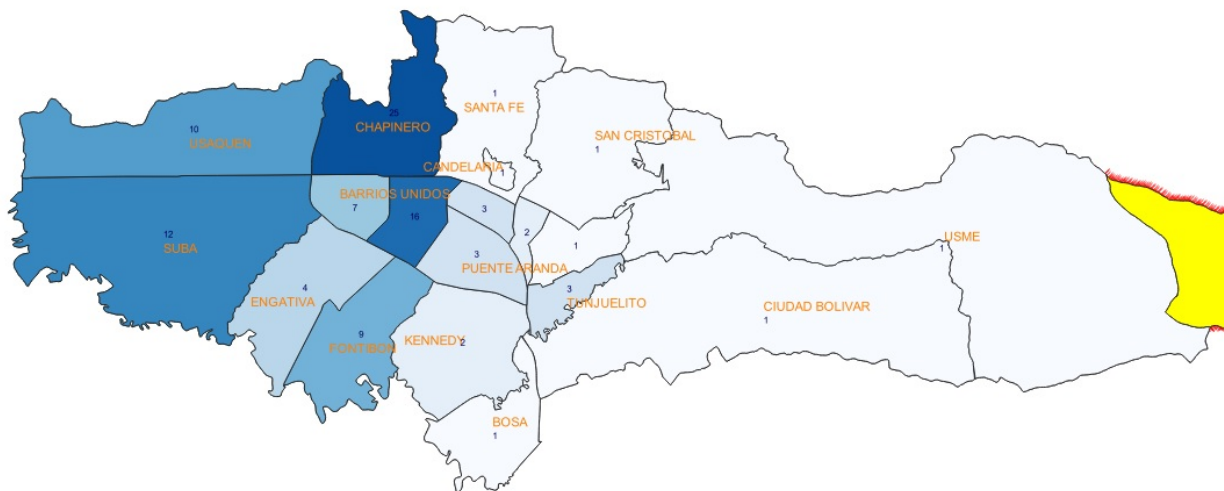 1
SANTA FE
25
CHAPINERO
10
USAQUEN
SAN CRISTOBAL
1
CANDELARIA
1
BARRIOS UNIDOS
7
16
3
2
12
SUBA
1
USME
1
3
PUENTE ARANDA
4
ENGATIVA
3
TUNJUELITO
CIUDAD BOLIVAR
1
9
FONTIBON
KENNEDY
2
BOSA
1